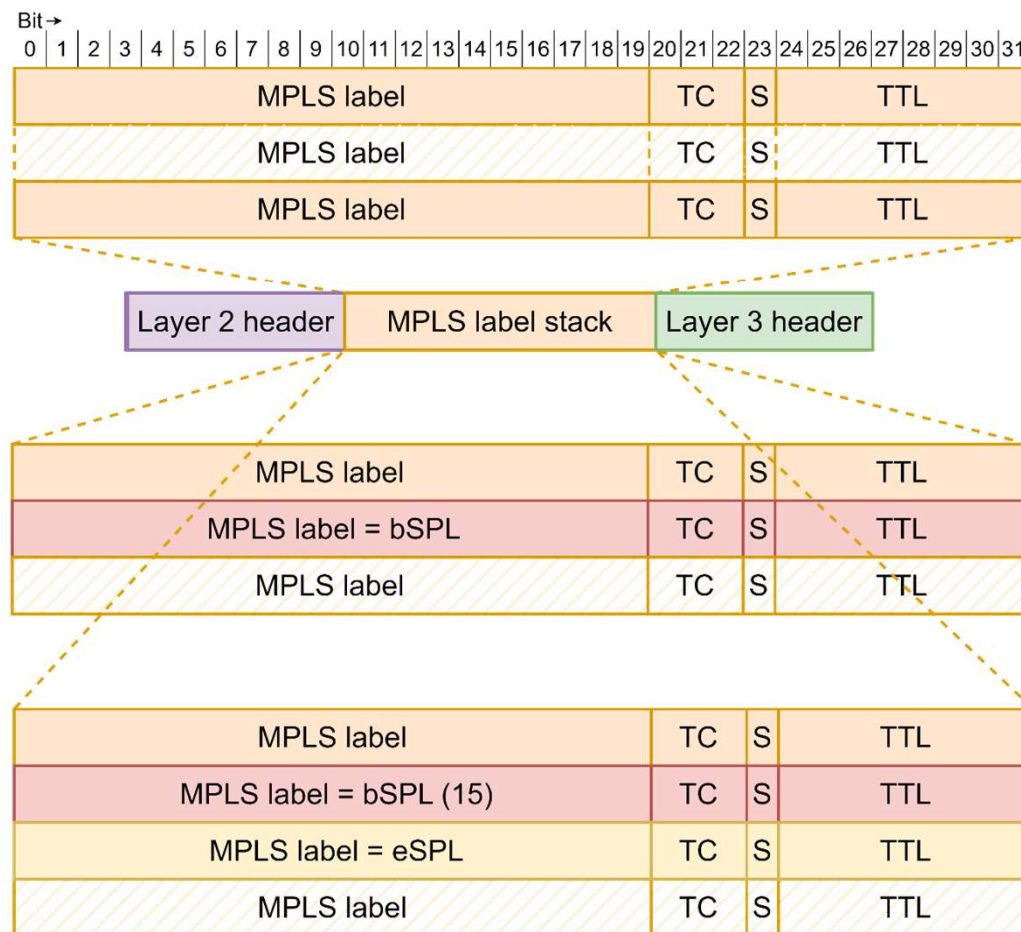 Bit→
0 1 2 3 4 5 6 7 8 9 10 11 12 13 14 15 16 17 18 19 20 21 22 23 24 25 26 27 28 29 30 31
MPLS label TC S TTL
MPLS label TC S TTL
MPLS label TC S TTL
Layer 2 header MPLS label stack Layer 3 header
MPLS label TC S TTL
MPLS label = bSPL TC S TTL
MPLS label TC S TTL
MPLS label TC S TTL
MPLS label = bSPL (15) TC S TTL
MPLS label = eSPL TC S TTL
MPLS label TC S TTL